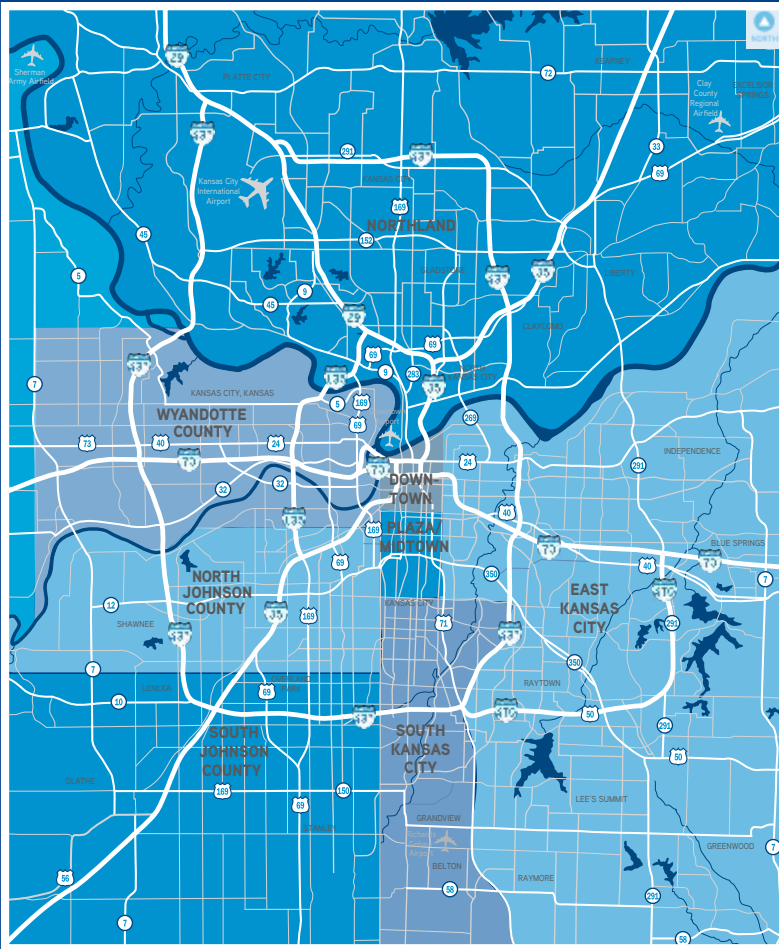 NORTH
Sherman
Army Airfield
29
PLATTE CITY
KEARNEY
72
Clay
County
Regional
Airfield
EXCELSIOR
SPRINGS
435
291
435
33
69
KANSAS CITY
Kansas City
International
Airport
169
NORTHLAND
45
152
5
GLADSTONE
435
35
LIBERTY
9
45
29
CLAYCOMO
69
69
435
9
283
635
35
7
KANSAS CITY, KANSAS
5
169
69
WYANDOTTE
COUNTY
269
73
40
24
70
70
24
INDEPENDENCE
291
DOWN-
TOWN
32
32
635
40
169
PLAZA/
MIDTOWN
69
70
BLUE SPRINGS
70
40
7
350
NORTH
JOHNSON
COUNTY
EAST
KANSAS
CITY
470
KANSAS CITY
12
35
169
71
SHAWNEE
435
435
291
7
350
OVERLAND
PARK
RAYTOWN
LENEXA
69
10
435
470
50
291
SOUTH
JOHNSON
COUNTY
SOUTH
KANSAS
CITY
50
OLATHE
169
150
69
LEE'S SUMMIT
GRANDVIEW
STANLEY
GREENWOOD
7
BELTON
RAYMORE
56
58
291
7
58